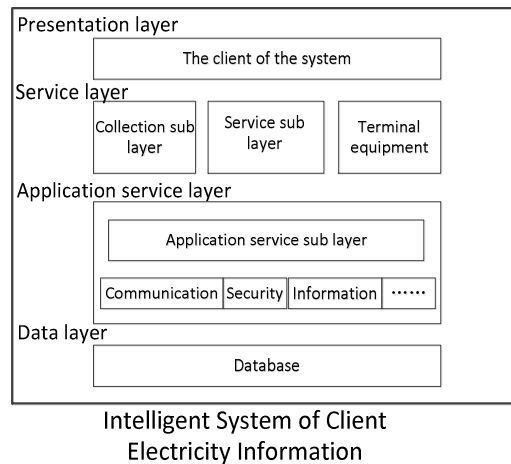 Presentation layer
The client of the system
Service layer
Collection sub
layer
Service sub
layer
Terminal
equipment
Application service layer
Application service sub layer
Communication
Security
Information
……
Data layer
Database
Intelligent System of Client
Electricity Information